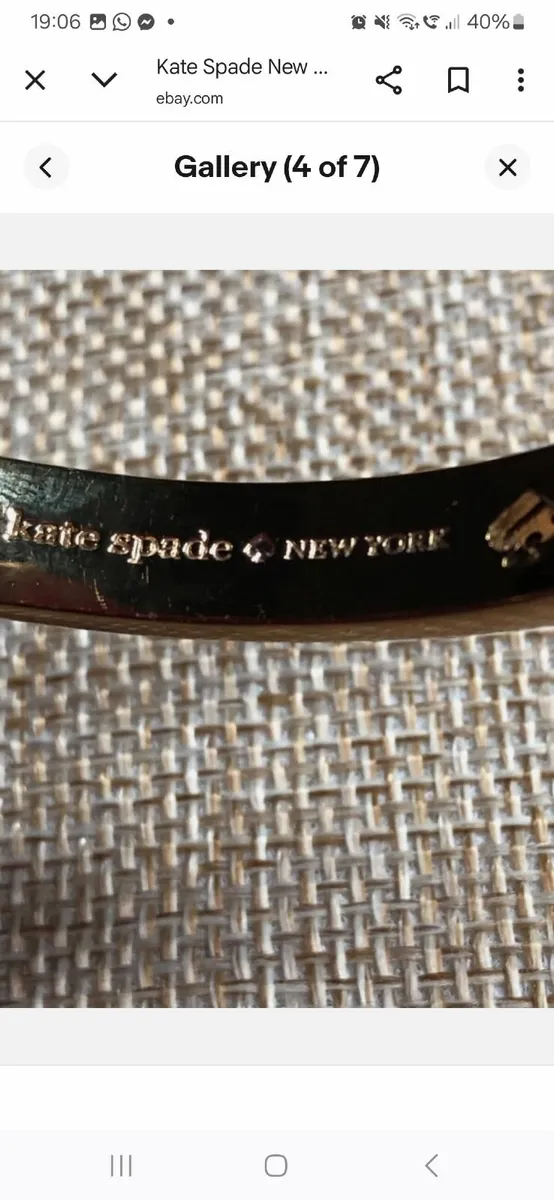 19:06
40%
Kate Spade New ...
ebay.com
Gallery (4 of 7)
kate spade NEW YORK